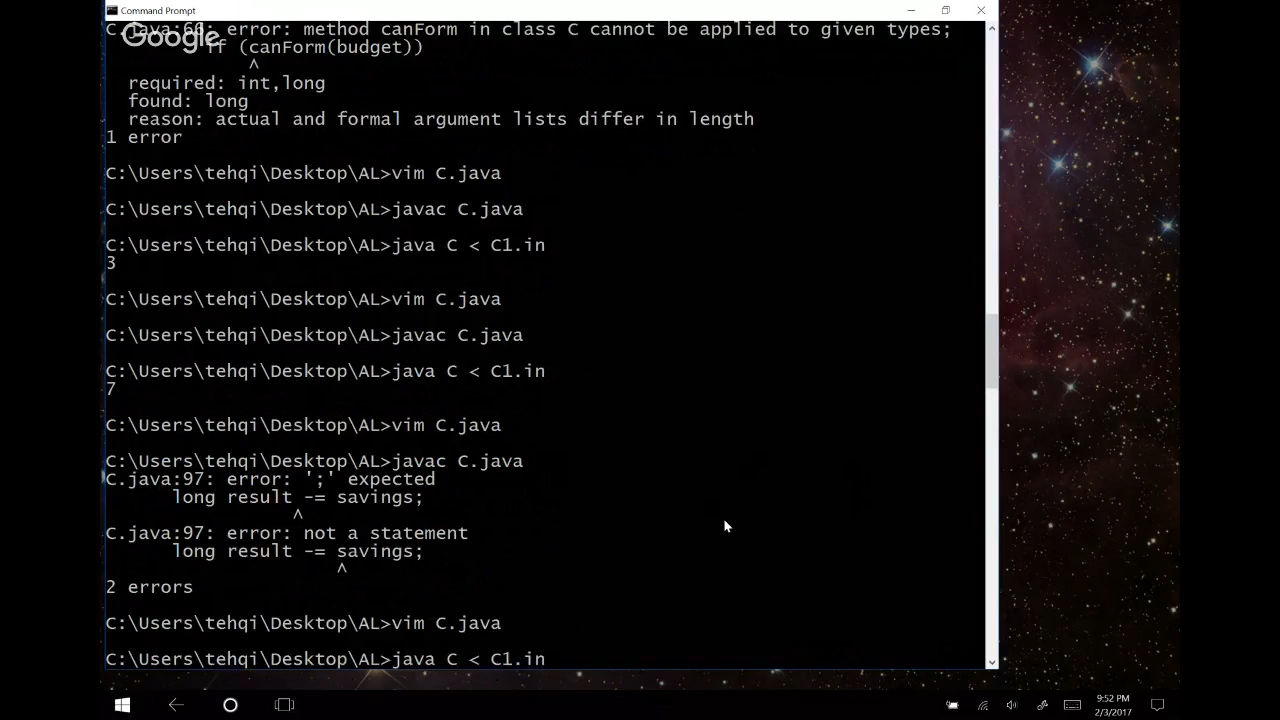 Command Prompt
Google
C.java:66: error: method canForm in class C cannot be applied to given types;
if (canForm(budget))
^
required: int,long
found: long
reason: actual and formal argument lists differ in length
1 error
C:\Users\tehqi\Desktop\AL>vim C.java
C:\Users\tehqi\Desktop\AL>javac C.java
C:\Users\tehqi\Desktop\AL>java C < C1.in
3
C:\Users\tehqi\Desktop\AL>vim C.java
C:\Users\tehqi\Desktop\AL>javac C.java
C:\Users\tehqi\Desktop\AL>java C < C1.in
7
C:\Users\tehqi\Desktop\AL>vim C.java
C:\Users\tehqi\Desktop\AL>javac C.java
C.java:97: error: ';' expected
long result -= savings;
^
C.java:97: error: not a statement
long result -= savings;
^
2 errors
C:\Users\tehqi\Desktop\AL>vim C.java
C:\Users\tehqi\Desktop\AL>java C < C1.in
9:52 PM
2/3/2017